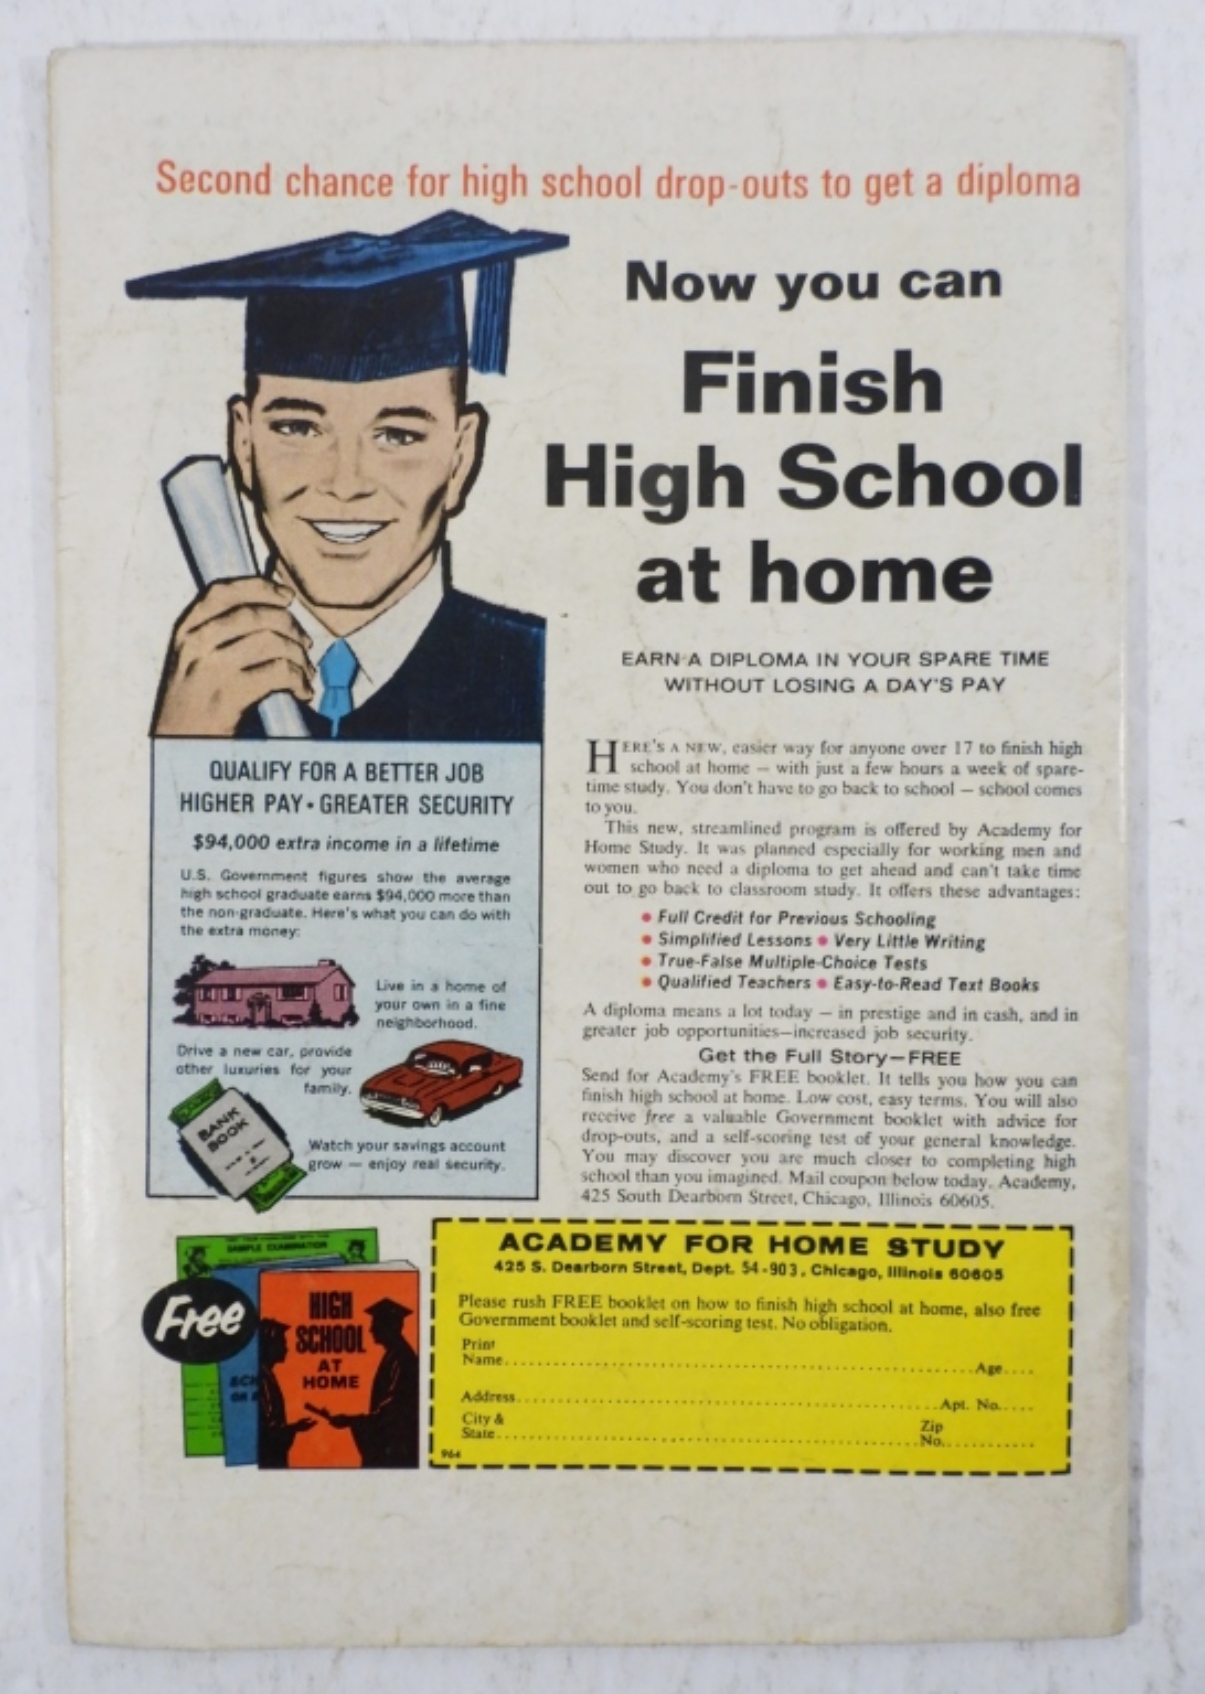 Second chance for high school drop-outs to get a diploma
Now you can
Finish
High School
at home
EARN A DIPLOMA IN YOUR SPARE TIME
WITHOUT LOSING A DAY'S PAY
QUALIFY FOR A BETTER JOB
HIGHER PAY • GREATER SECURITY
$94,000 extra income in a lifetime
U.S. Government figures show the average
high school graduate earns $94,000 more than
the non-graduate. Here's what you can do with
the extra money:
Live in a home of
your own in a fine
neighborhood.
Drive a new car, provide
other luxuries for your
family.
BANK
BOOK
Watch your savings account
grow — enjoy real security.
HERE'S A NEW, easier way for anyone over 17 to finish high
school at home — with just a few hours a week of spare-
time study. You don't have to go back to school — school comes
to you.
This new, streamlined program is offered by Academy for
Home Study. It was planned especially for working men and
women who need a diploma to get ahead and can't take time
out to go back to classroom study. It offers these advantages:
• Full Credit for Previous Schooling
• Simplified Lessons • Very Little Writing
• True-False Multiple-Choice Tests
• Qualified Teachers • Easy-to-Read Text Books
A diploma means a lot today — in prestige and in cash, and in
greater job opportunities—increased job security.
Get the Full Story—FREE
Send for Academy's FREE booklet. It tells you how you can
finish high school at home. Low cost, easy terms. You will also
receive free a valuable Government booklet with advice for
drop-outs, and a self-scoring test of your general knowledge.
You may discover you are much closer to completing high
school than you imagined. Mail coupon below today. Academy,
425 South Dearborn Street, Chicago, Illinois 60605.
SAMPLE EXAMINATION
Free
HIGH
SCHOOL
AT
HOME
ACADEMY FOR HOME STUDY
425 S. Dearborn Street, Dept. 54-903, Chicago, Illinois 60605
Please rush FREE booklet on how to finish high school at home, also free
Government booklet and self-scoring test. No obligation.
Print
Name Age
Address Apt. No.
City & Zip
State No.
964